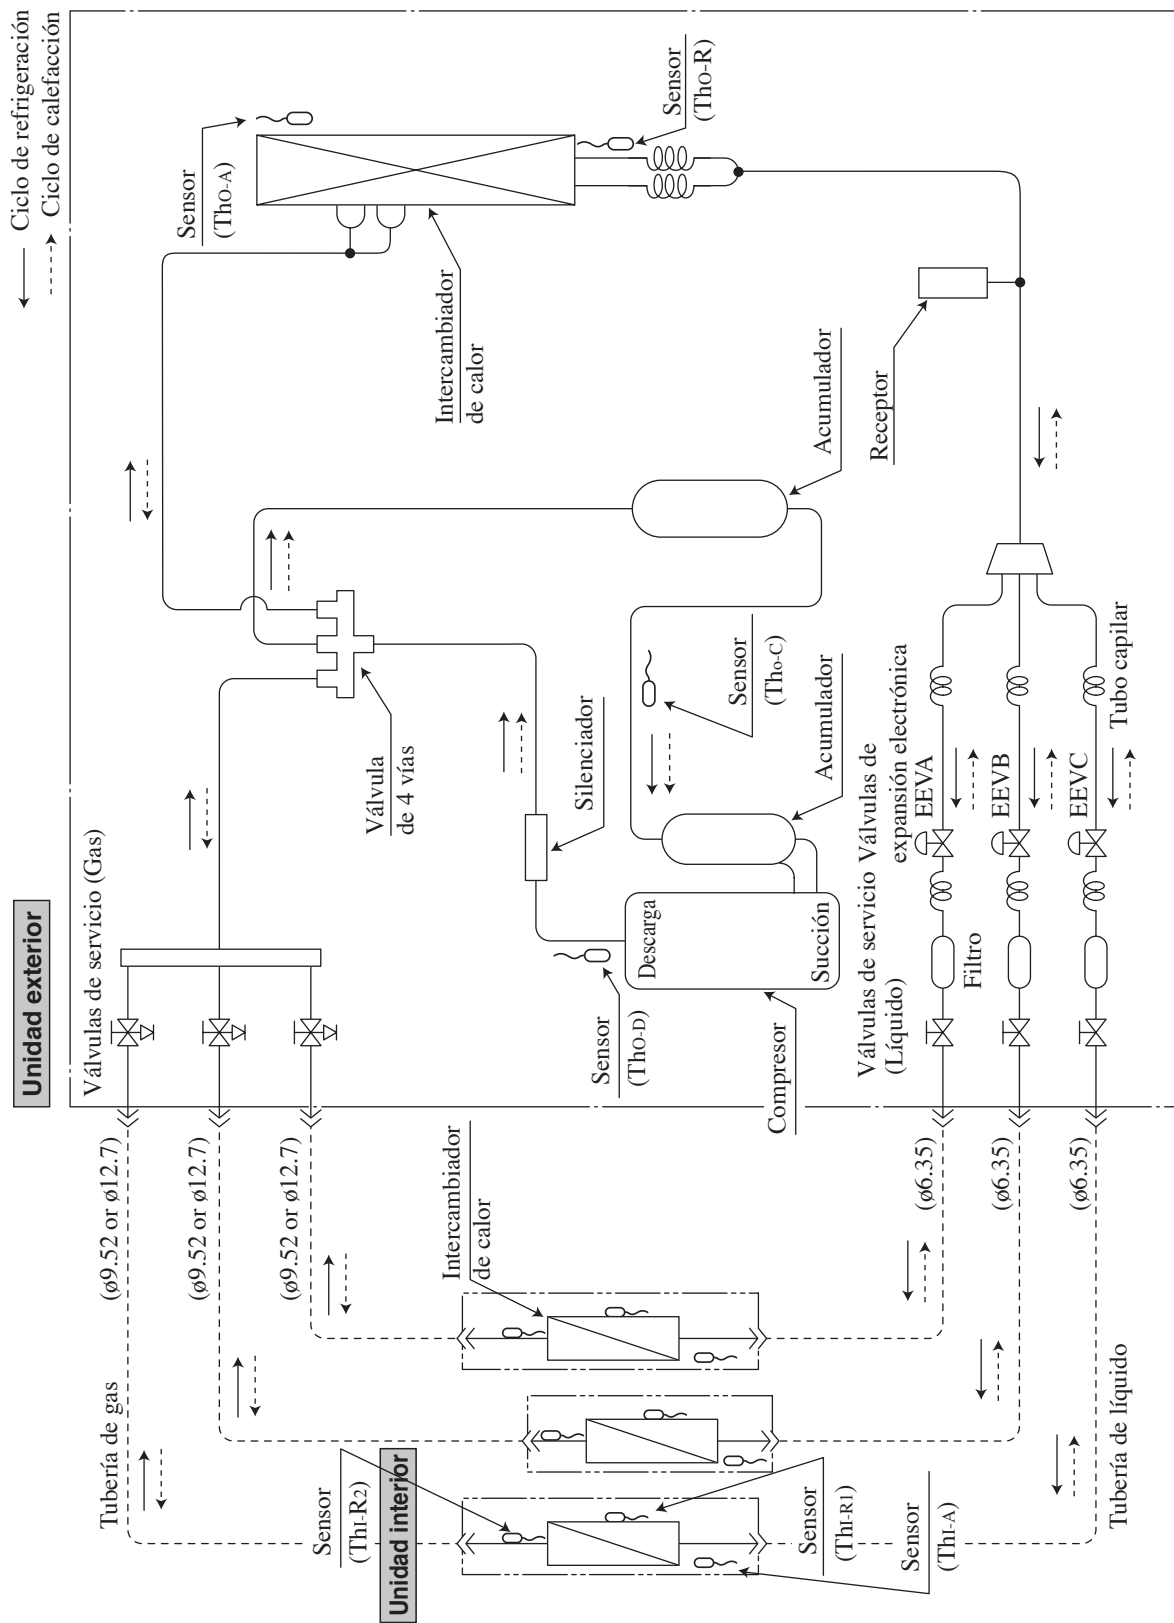 Ciclo de refrigeración
Ciclo de calefacción
Unidad exterior
Válvulas de servicio (Gas)
Sensor
(Tho-A)
Sensor
(Tho-R)
Intercambiador
de calor
Válvula
de 4 vías
Silenciador
Acumulador
Receptor
Sensor
(Tho-C)
Acumulador
Sensor
(Tho-D)
Descarga
Succión
Compresor
Válvulas de servicio
(Líquido)
Válvulas de
expansión electrónica
EEVA
EEVB
EEVC
Tubo capilar
Filtro
(ø9.52 or ø12.7)
(ø9.52 or ø12.7)
(ø9.52 or ø12.7)
(ø6.35)
(ø6.35)
(ø6.35)
Intercambiador
de calor
Tubería de gas
Sensor
(ThI-R2)
Unidad interior
Sensor
(ThI-R1)
Sensor
(ThI-A)
Tubería de líquido